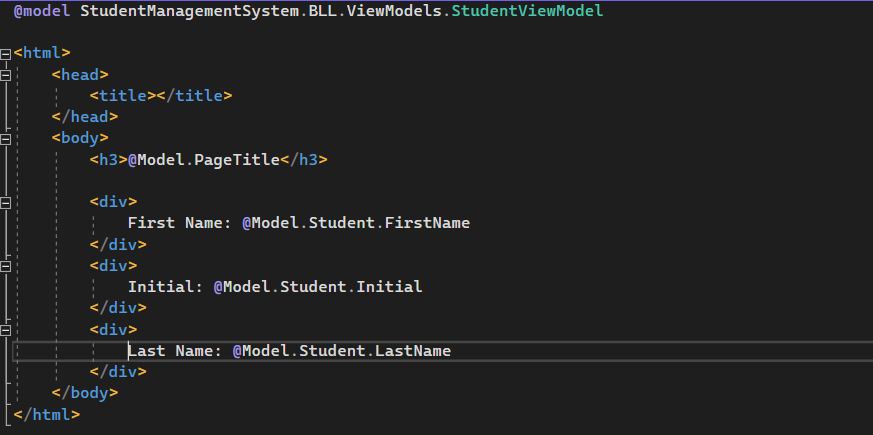 @model StudentManagementSystem.BLL.ViewModels.StudentViewModel
<html>
<head>
<title></title>
</head>
<body>
<h3>@Model.PageTitle</h3>
<div>
First Name: @Model.Student.FirstName
</div>
<div>
Initial: @Model.Student.Initial
</div>
<div>
Last Name: @Model.Student.LastName
</div>
</body>
</html>